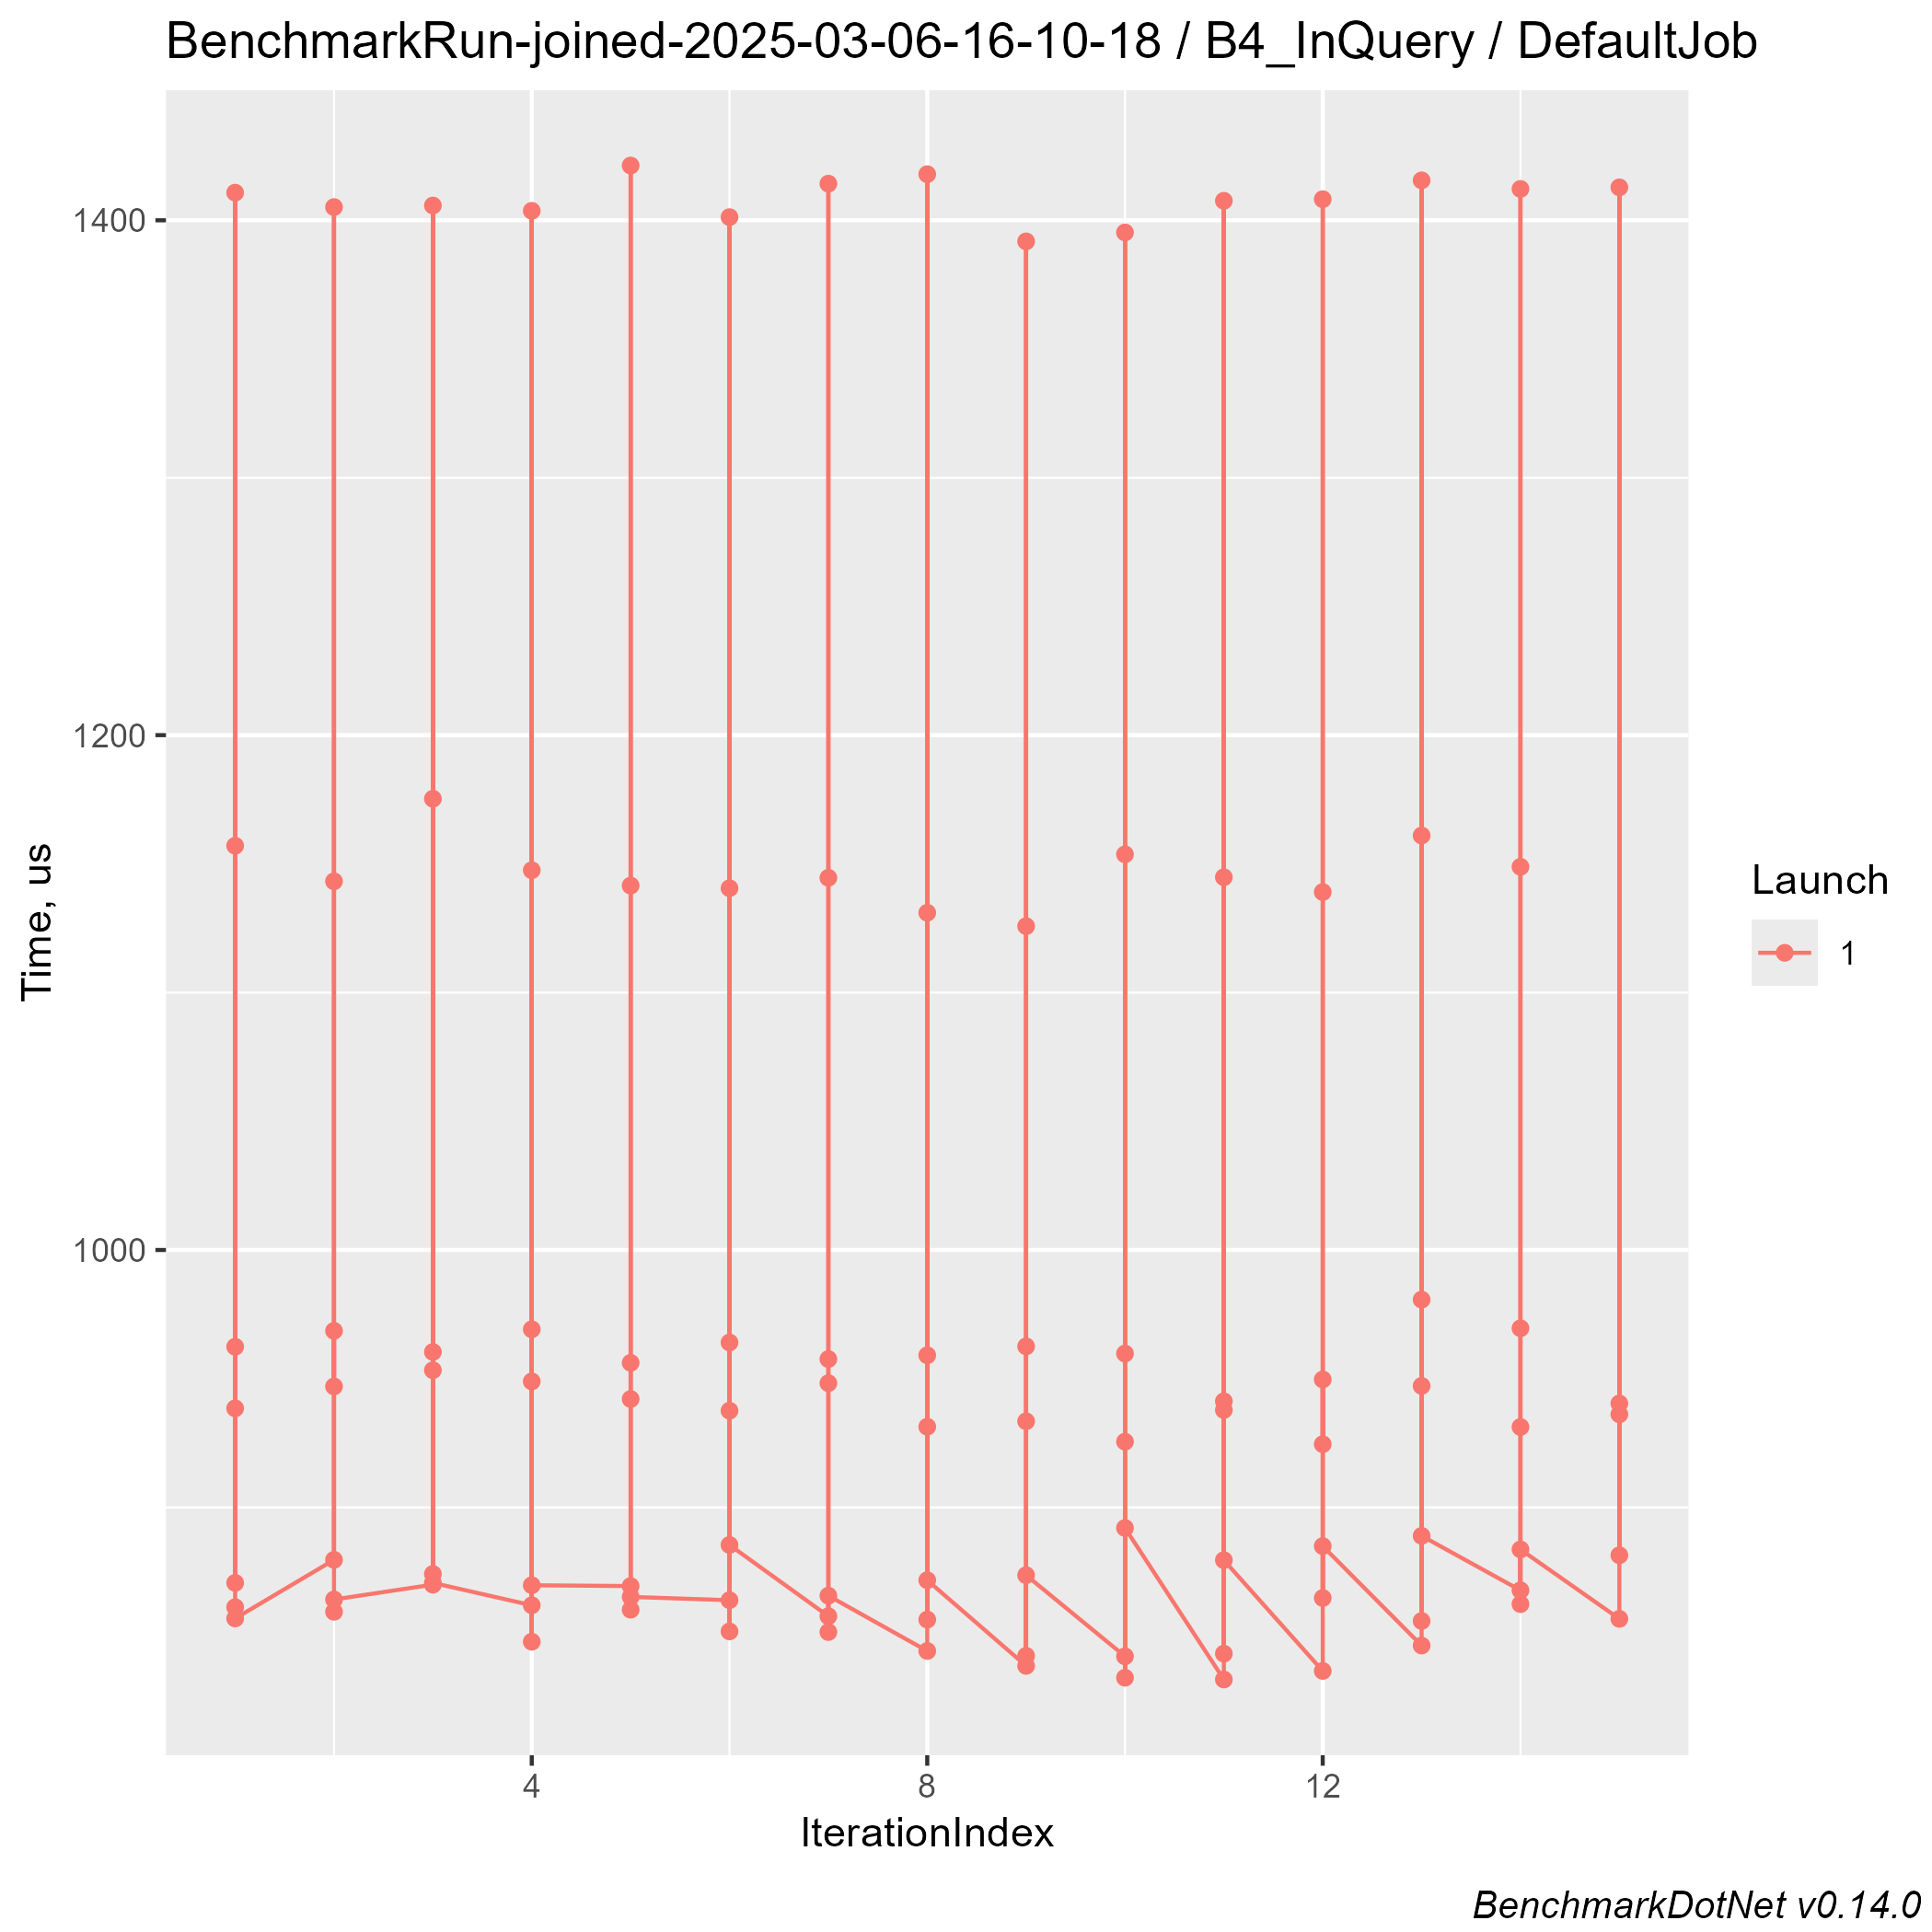 BenchmarkRun-joined-2025-03-06-16-10-18 / B4_InQuery / DefaultJob
Time, us
1400
1200
1000
4
8
12
IterationIndex
Launch
1
BenchmarkDotNet v0.14.0